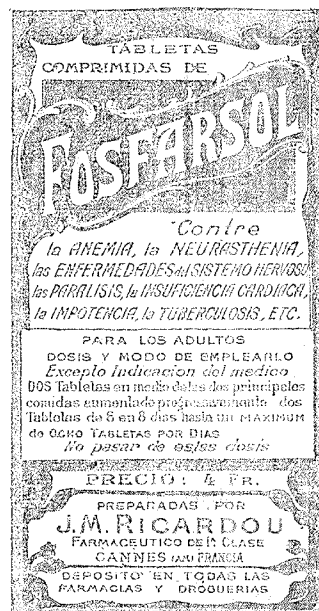 TABLETAS
COMPRIMIDAS DE
FOSFARSOL
Contre
la ANEMIA, la NEURASTHENIA,
las ENFERMEDADES del SISTEMO NERVOSO
las PARALISIS, la INSUFICIENCIA CARDIACA,
la IMPOTENCIA, la TUBERCULOSIS, ETC.
PARA LOS ADULTOS
DOSIS Y MODO DE EMPLEARLO
Excepto Indicacion del medico
DOS Tabletas en medio de las dos principales
comidas aumentado progresivamente dos
Tabletas de 8 en 8 dias hasta un MAXIMUM
de OCHO TABLETAS POR DIAS
No pasar de estas dosis
PRECIO: 4 FR.
PREPARADAS POR
J.M. RICARDOU
FARMACEUTICO DE 1ª CLASE
CANNES FRANCIA
DEPOSITO EN TODAS LAS
FARMACIAS Y DROGUERIAS